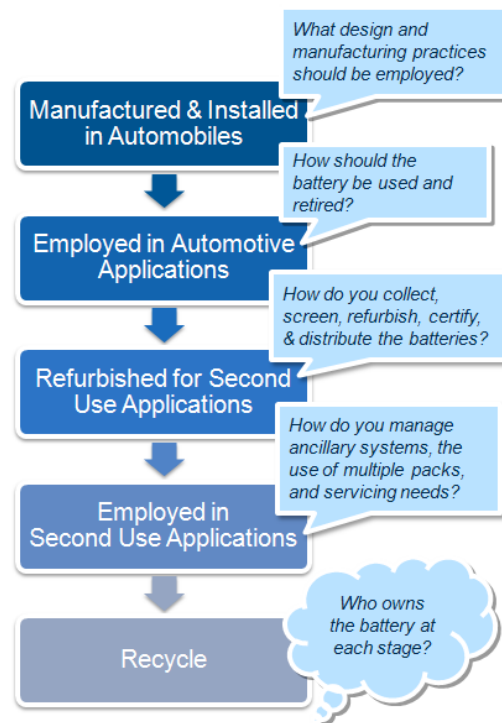 What design and
manufacturing practices
should be employed?
Manufactured & Installed
in Automobiles
How should the
battery be used and
retired?
Employed in Automotive
Applications
How do you collect,
screen, refurbish, certify,
& distribute the batteries?
Refurbished for Second
Use Applications
How do you manage
ancillary systems, the
use of multiple packs,
and servicing needs?
Employed in
Second Use Applications
Who owns
the battery at
each stage?
Recycle